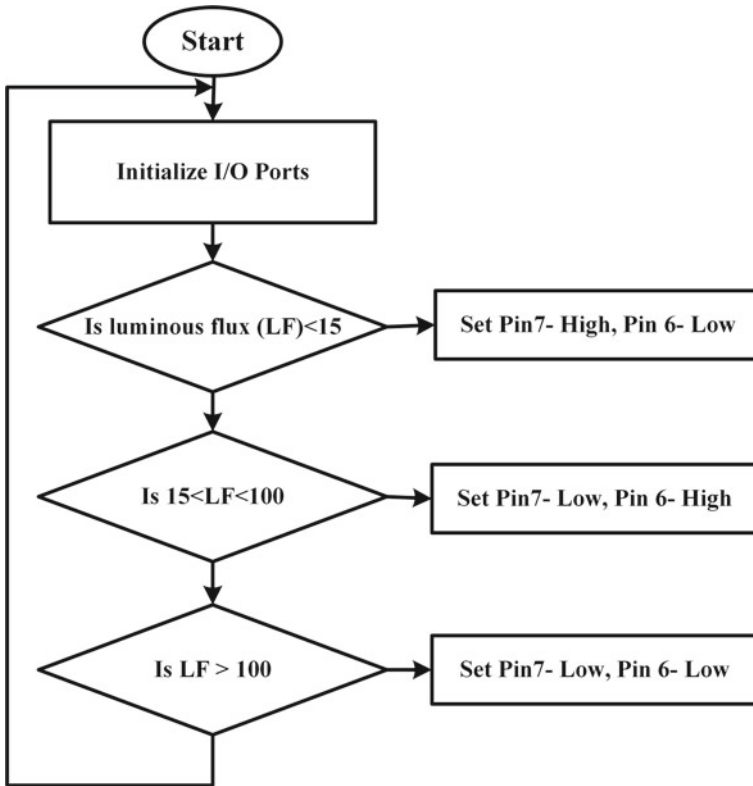 Start
Initialize I/O Ports
Is luminous flux (LF)<15
Set Pin7- High, Pin 6- Low
Is 15<LF<100
Set Pin7- Low, Pin 6- High
Is LF > 100
Set Pin7- Low, Pin 6- Low